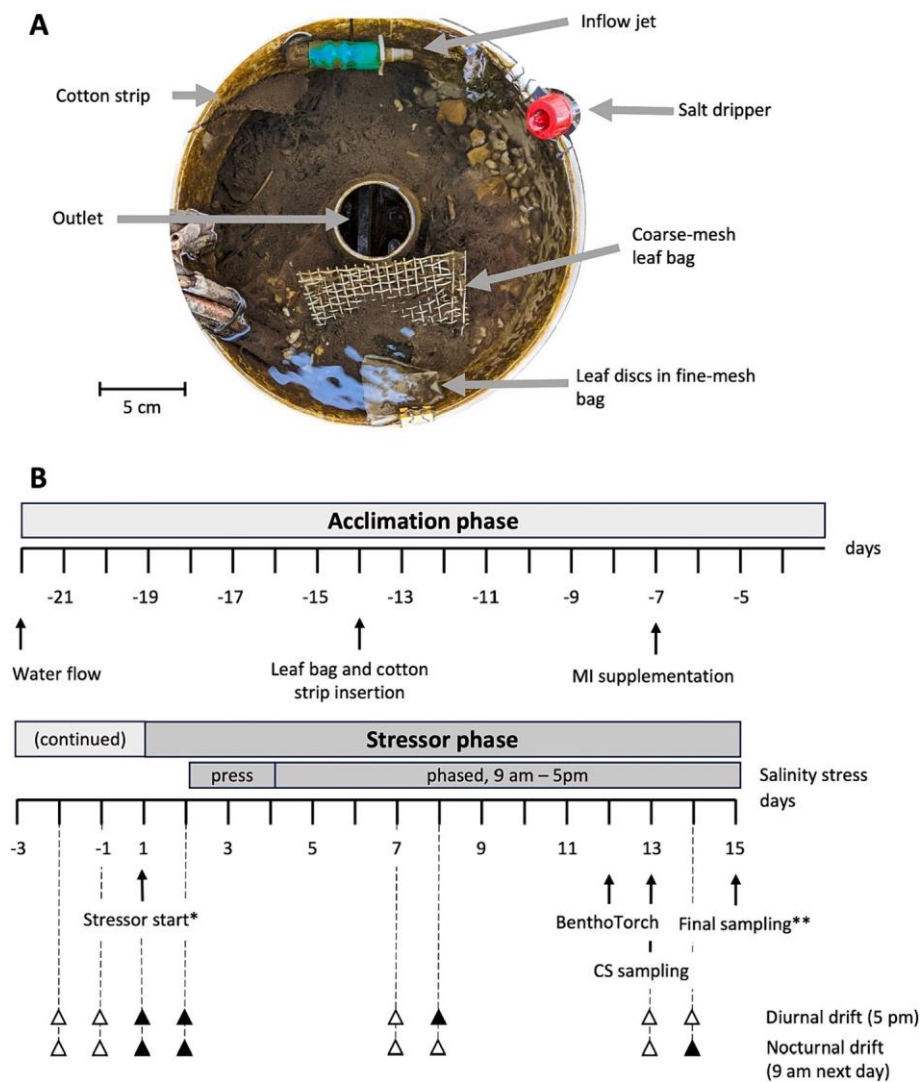 A
Inflow jet
Cotton strip
Salt dripper
Outlet
Coarse-mesh
leaf bag
Leaf discs in fine-mesh
bag
5 cm
B
Acclimation phase
days
-21 -19 -17 -15 -13 -11 -9 -7 -5
Water flow
Leaf bag and cotton
strip insertion
MI supplementation
(continued) Stressor phase
press phased, 9 am – 5pm Salinity stress
days
-3 -1 1 3 5 7 9 11 13 15
Stressor start*
BenthoTorch
Final sampling**
CS sampling
Diurnal drift (5 pm)
Nocturnal drift
(9 am next day)